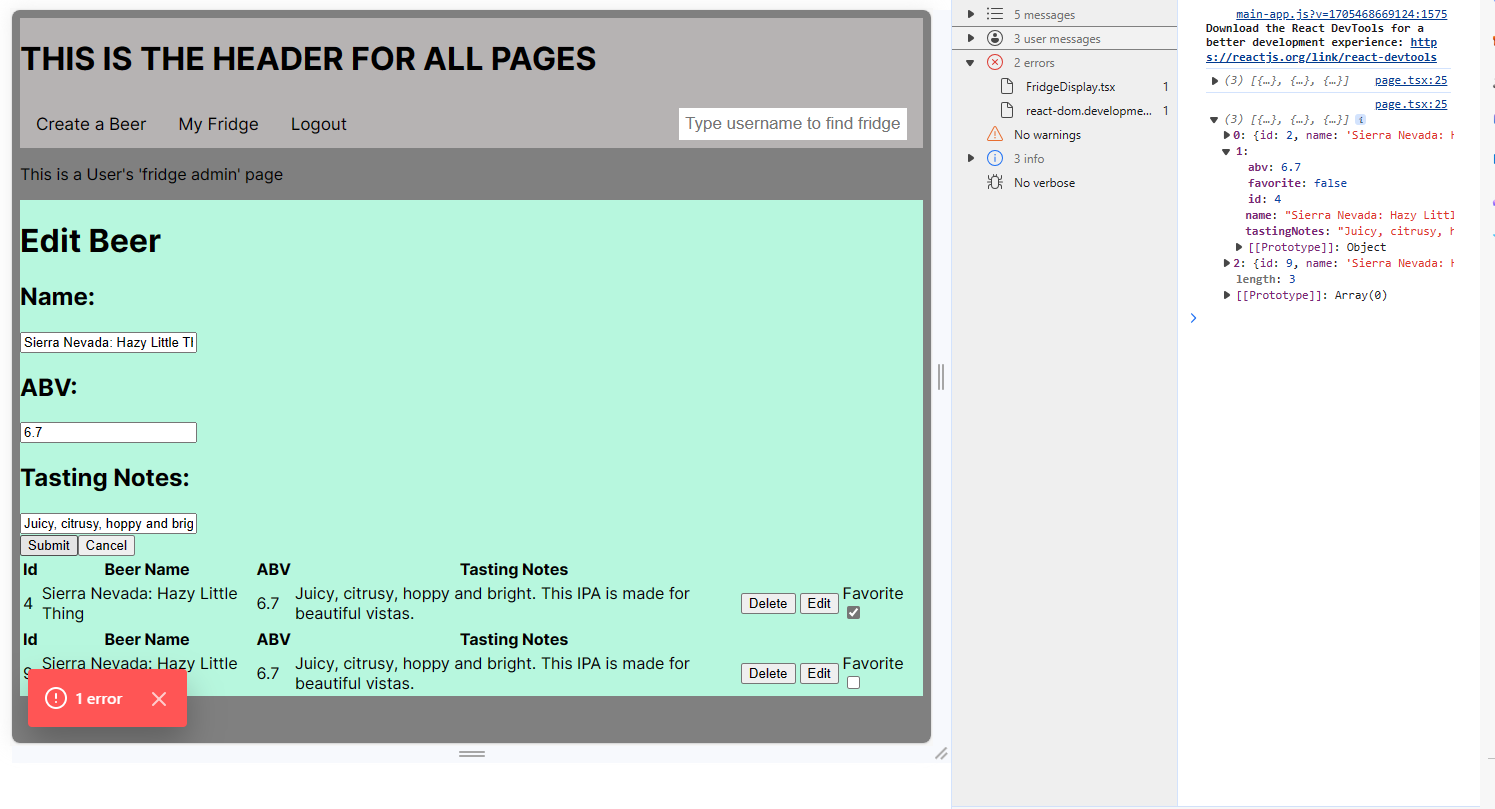 THIS IS THE HEADER FOR ALL PAGES
Create a Beer My Fridge Logout Type username to find fridge
This is a User's 'fridge admin' page
Edit Beer
Name:
Sierra Nevada: Hazy Little
ABV:
6.7
Tasting Notes:
Juicy, citrusy, hoppy and brig
Submit Cancel
Id Beer Name ABV Tasting Notes
4 Sierra Nevada: Hazy Little Thing 6.7 Juicy, citrusy, hoppy and bright. This IPA is made for beautiful vistas. Delete Edit Favorite
Id Beer Name ABV Tasting Notes
9 Sierra Nevada: Hazy Little 6.7 Juicy, citrusy, hoppy and bright. This IPA is made for beautiful vistas. Delete Edit Favorite
1 error
5 messages
3 user messages
2 errors
FridgeDisplay.tsx 1
react-dom.developme... 1
No warnings
3 info
No verbose
main-app.js?v=1705468669124:1575
Download the React DevTools for a
better development experience: http
s://reactjs.org/link/react-devtools
(3) [{…}, {…}, {…}] page.tsx:25
page.tsx:25
(3) [{…}, {…}, {…}] i
0: {id: 2, name: 'Sierra Nevada:
1:
abv: 6.7
favorite: false
id: 4
name: "Sierra Nevada: Hazy Littl
tastingNotes: "Juicy, citrusy, h
[[Prototype]]: Object
2: {id: 9, name: 'Sierra Nevada:
length: 3
[[Prototype]]: Array(0)